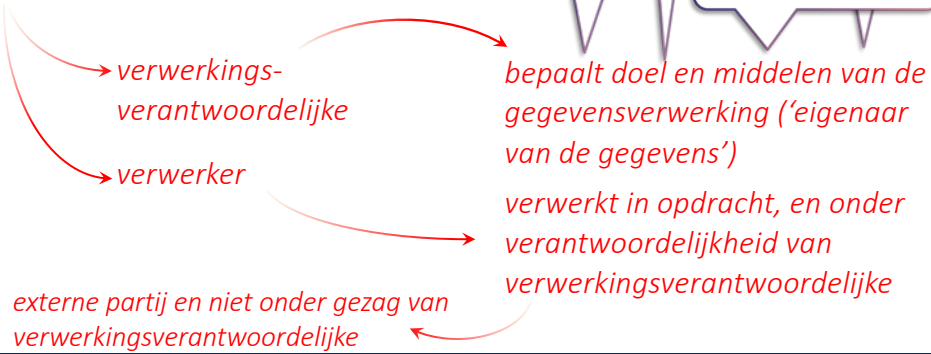 verwerkings-
verantwoordelijke
bepaalt doel en middelen van de
gegevensverwerking (‘eigenaar
van de gegevens’)
verwerker
verwerkt in opdracht, en onder
verantwoordelijkheid van
verwerkingsverantwoordelijke
externe partij en niet onder gezag van
verwerkingsverantwoordelijke